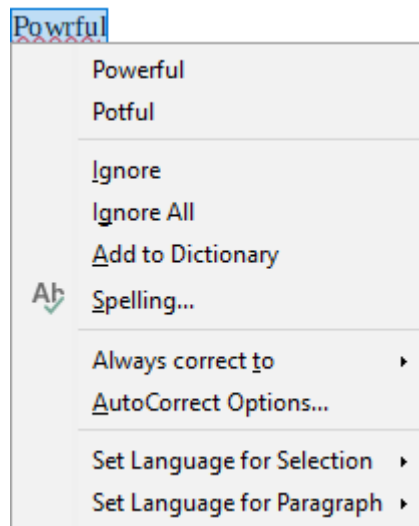 Powrful
Powerful
Potful
Ignore
Ignore All
Add to Dictionary
Ab
Spelling...
Always correct to
AutoCorrect Options...
Set Language for Selection
Set Language for Paragraph